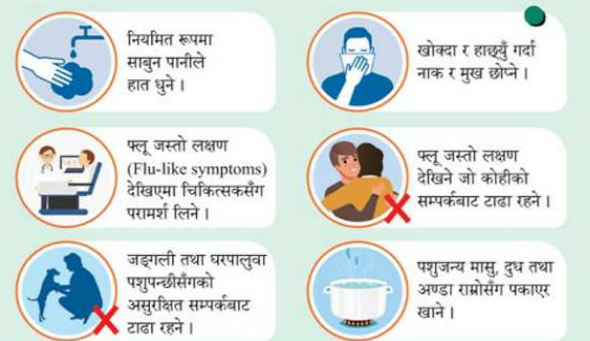 नियमित रूपमा
साबुन पानीले
हात धुने ।
खोक्दा र हाछ्युँ गर्दा
नाक र मुख छोप्ने ।
फ्लू जस्तो लक्षण
(Flu-like symptoms)
देखिएमा चिकित्सकसँग
परामर्श लिने ।
फ्लू जस्तो लक्षण
देखिने जो कोहीको
सम्पर्कबाट टाढा रहने ।
जङ्गली तथा घरपालुवा
पशुपन्छीसँगको
असुरक्षित सम्पर्कबाट
टाढा रहने ।
पशुजन्य मासु, दुध तथा
अण्डा राम्रोसँग पकाएर
खाने ।